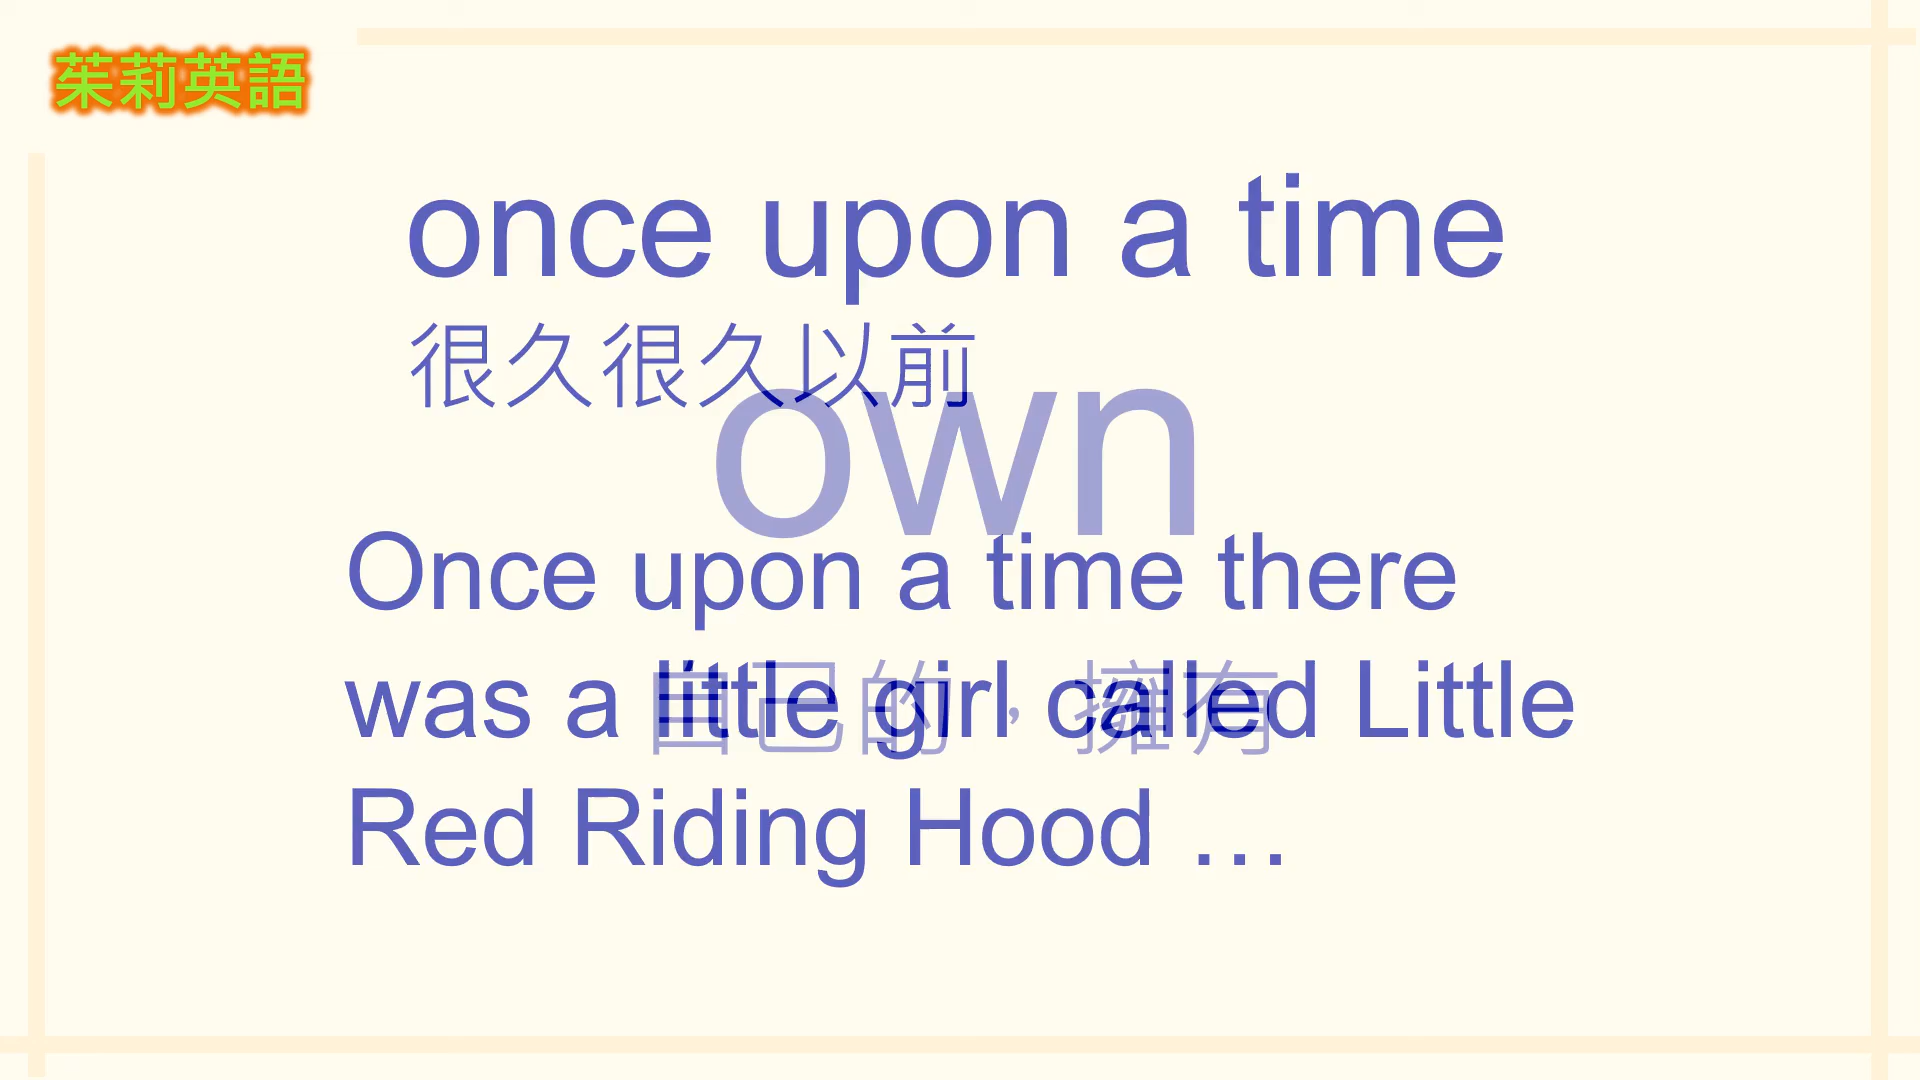 茱莉英語
once upon a time
很久很久以前
own
Once upon a time there
was a little girl called Little
自己的，擁有
Red Riding Hood …